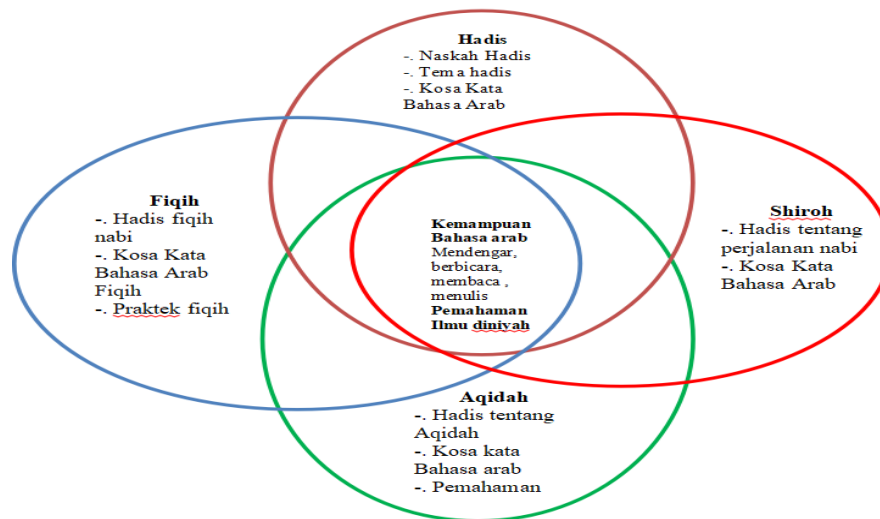 Hadis
-. Naskah Hadis
-. Tema hadis
-. Kosa Kata
Bahasa Arab
Fiqih
-. Hadis fiqih
nabi
-. Kosa Kata
Bahasa Arab
Fiqih
-. Praktek fiqih
Kemampuan
Bahasa arab
Mendengar,
berbicara,
membaca ,
menulis
Pemahaman
Ilmu diniyah
Shiroh
-. Hadis tentang
perjalanan nabi
-. Kosa Kata
Bahasa Arab
Aqidah
-. Hadis tentang
Aqidah
-. Kosa kata
Bahasa arab
-. Pemahaman